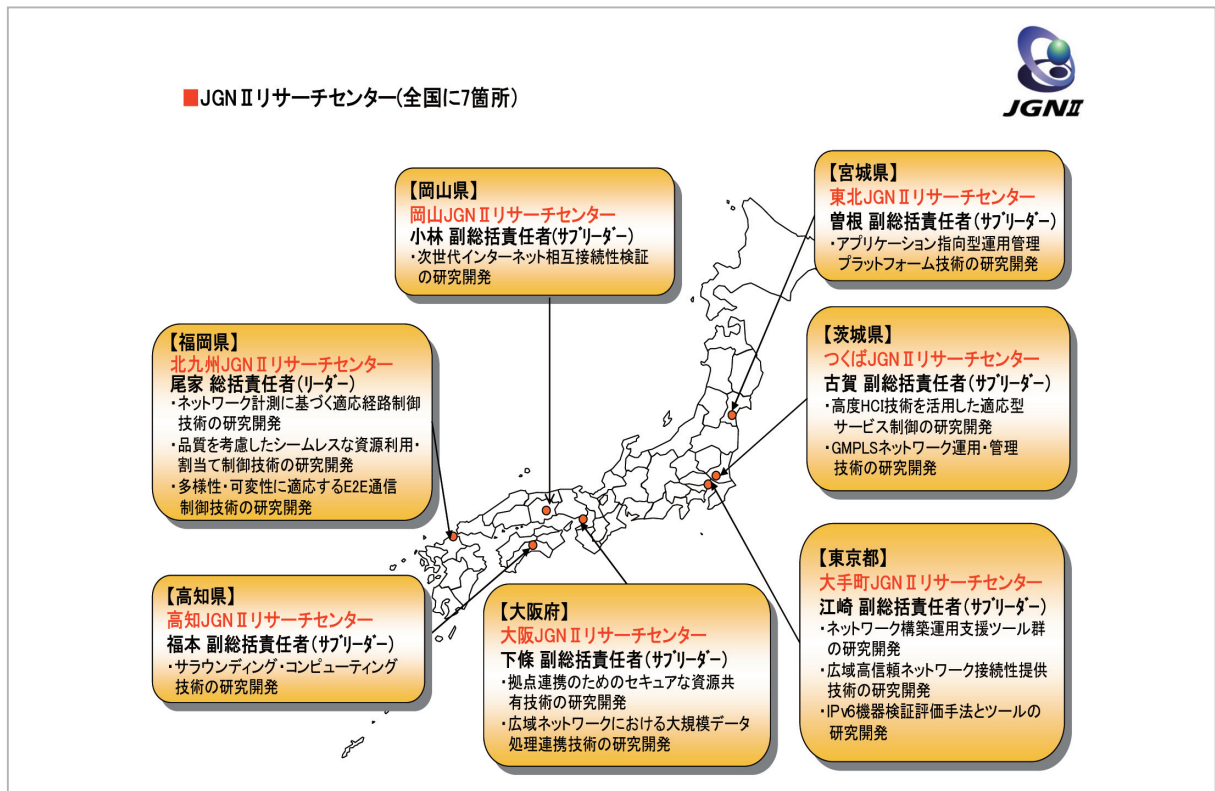 ■JGNⅡリサーチセンター(全国に7箇所)
JGNⅡ
【岡山県】
岡山JGNⅡリサーチセンター
小林 副総括責任者(サブリーダー)
・次世代インターネット相互接続性検証
の研究開発
【宮城県】
東北JGNⅡリサーチセンター
曽根 副総括責任者(サブリーダー)
・アプリケーション指向型運用管理
プラットフォーム技術の研究開発
【福岡県】
北九州JGNⅡリサーチセンター
尾家 総括責任者(リーダー)
・ネットワーク計測に基づく適応経路制御
技術の研究開発
・品質を考慮したシームレスな資源利用・
割当て制御技術の研究開発
・多様性・可変性に適応するE2E通信
制御技術の研究開発
【茨城県】
つくばJGNⅡリサーチセンター
古賀 副総括責任者(サブリーダー)
・高度HCI技術を活用した適応型
サービス制御の研究開発
・GMPLSネットワーク運用・管理
技術の研究開発
【高知県】
高知JGNⅡリサーチセンター
福本 副総括責任者(サブリーダー)
・サラウンディング・コンピューティング
技術の研究開発
【大阪府】
大阪JGNⅡリサーチセンター
下條 副総括責任者(サブリーダー)
・拠点連携のためのセキュアな資源共
有技術の研究開発
・広域ネットワークにおける大規模データ
処理連携技術の研究開発
【東京都】
大手町JGNⅡリサーチセンター
江崎 副総括責任者(サブリーダー)
・ネットワーク構築運用支援ツール群
の研究開発
・広域高信頼ネットワーク接続性提供
技術の研究開発
・IPv6機器検証評価手法とツールの
研究開発